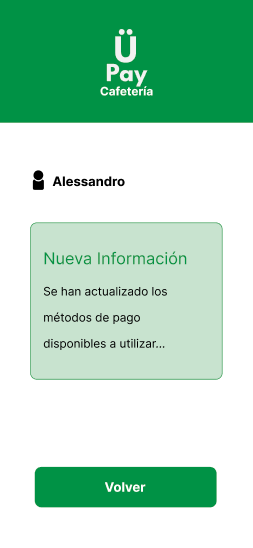 Ü
Pay
Cafetería
Alessandro
Nueva Información
Se han actualizado los
métodos de pago
disponibles a utilizar...
Volver